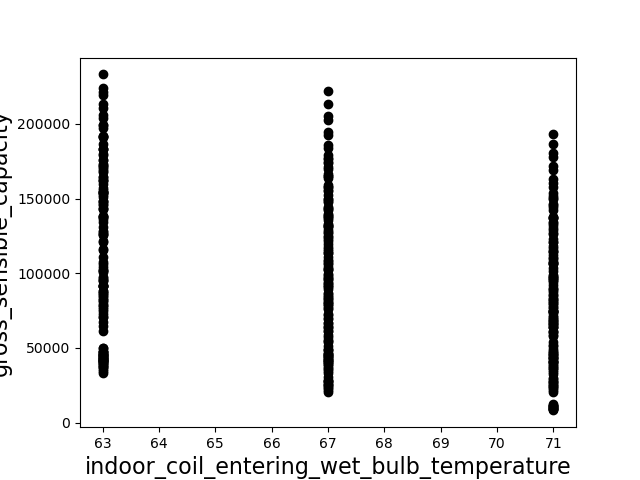 gross_sensible_capacity
200000
150000
100000
50000
0
63 64 65 66 67 68 69 70 71
indoor_coil_entering_wet_bulb_temperature